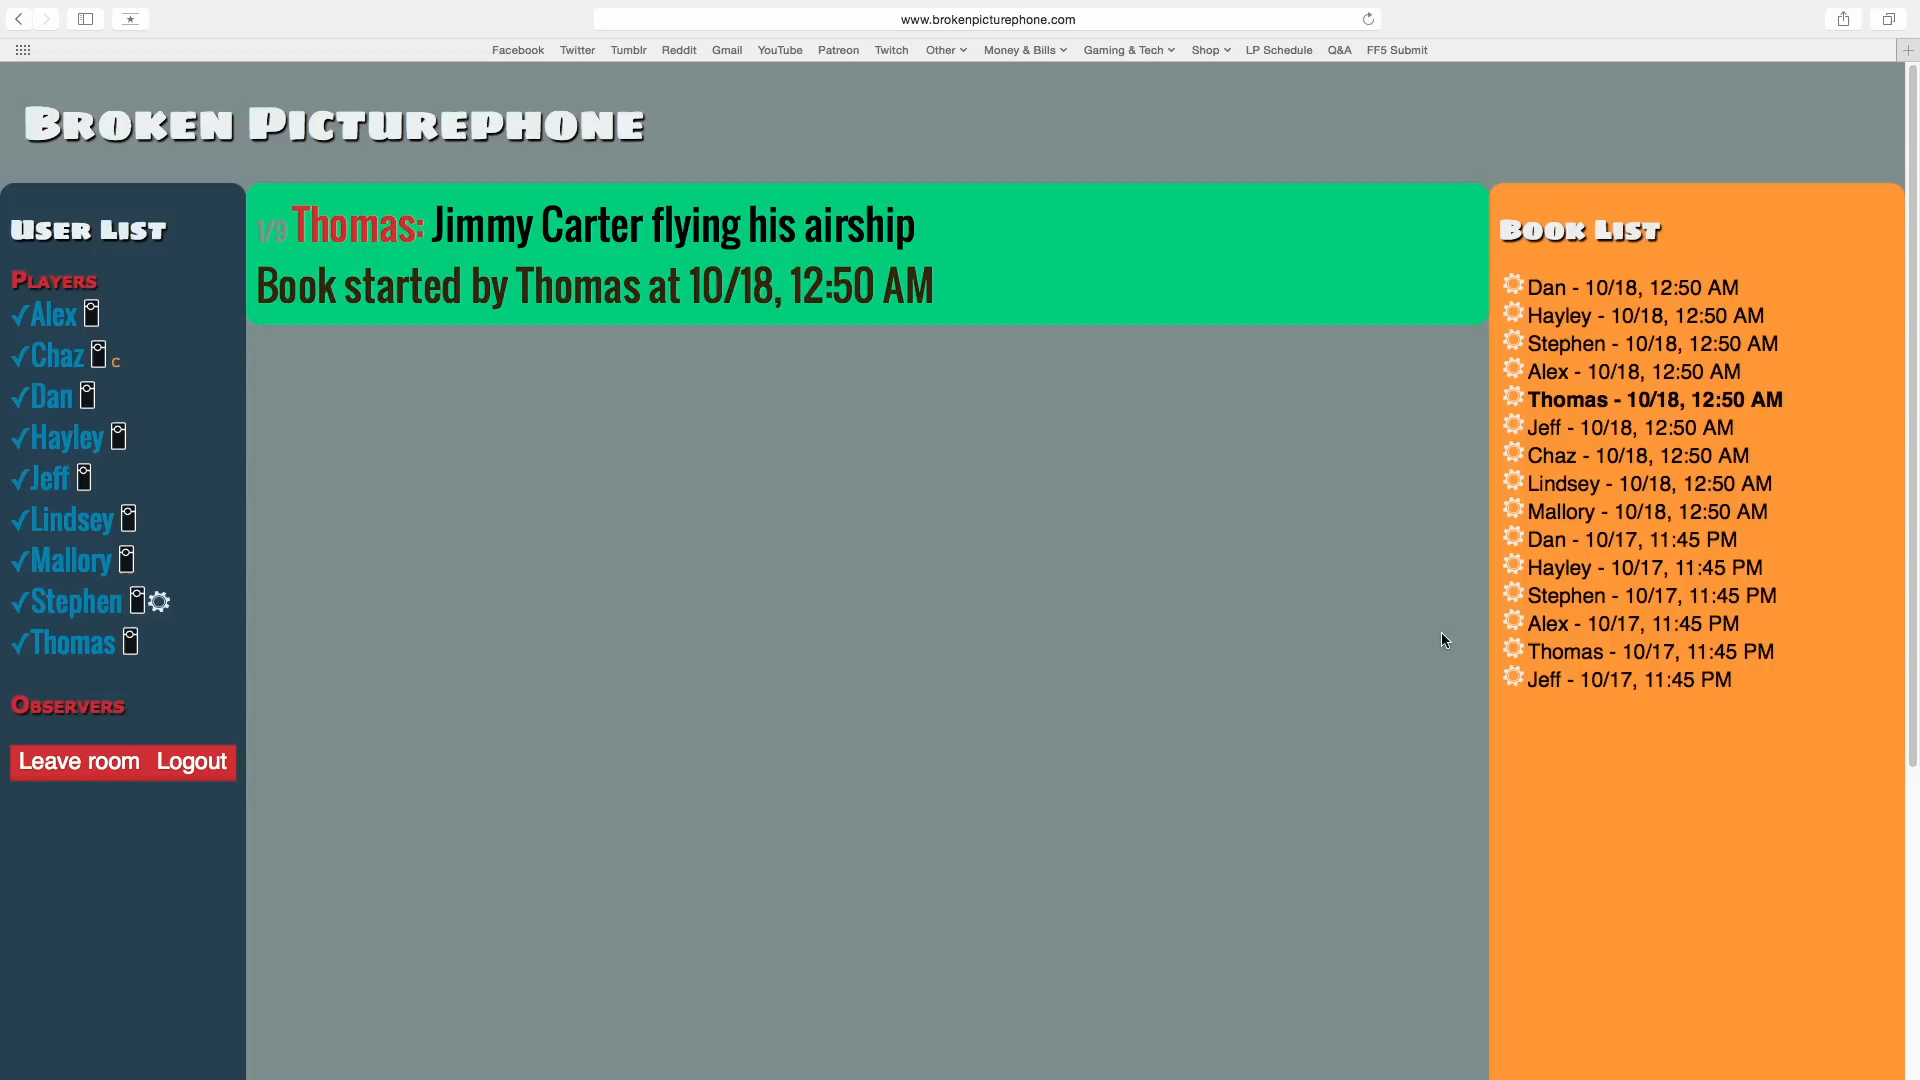 www.brokenpicturephone.com
Facebook Twitter Tumblr Reddit Gmail YouTube Patreon Twitch Other Money & Bills Gaming & Tech Shop LP Schedule Q&A FF5 Submit
Broken Picturephone
User List
Players
✓Alex
✓Chaz c
✓Dan
✓Hayley
✓Jeff
✓Lindsey
✓Mallory
✓Stephen
✓Thomas
Observers
Leave room Logout
1/9 Thomas: Jimmy Carter flying his airship
Book started by Thomas at 10/18, 12:50 AM
Book List
Dan - 10/18, 12:50 AM
Hayley - 10/18, 12:50 AM
Stephen - 10/18, 12:50 AM
Alex - 10/18, 12:50 AM
Thomas - 10/18, 12:50 AM
Jeff - 10/18, 12:50 AM
Chaz - 10/18, 12:50 AM
Lindsey - 10/18, 12:50 AM
Mallory - 10/18, 12:50 AM
Dan - 10/17, 11:45 PM
Hayley - 10/17, 11:45 PM
Stephen - 10/17, 11:45 PM
Alex - 10/17, 11:45 PM
Thomas - 10/17, 11:45 PM
Jeff - 10/17, 11:45 PM